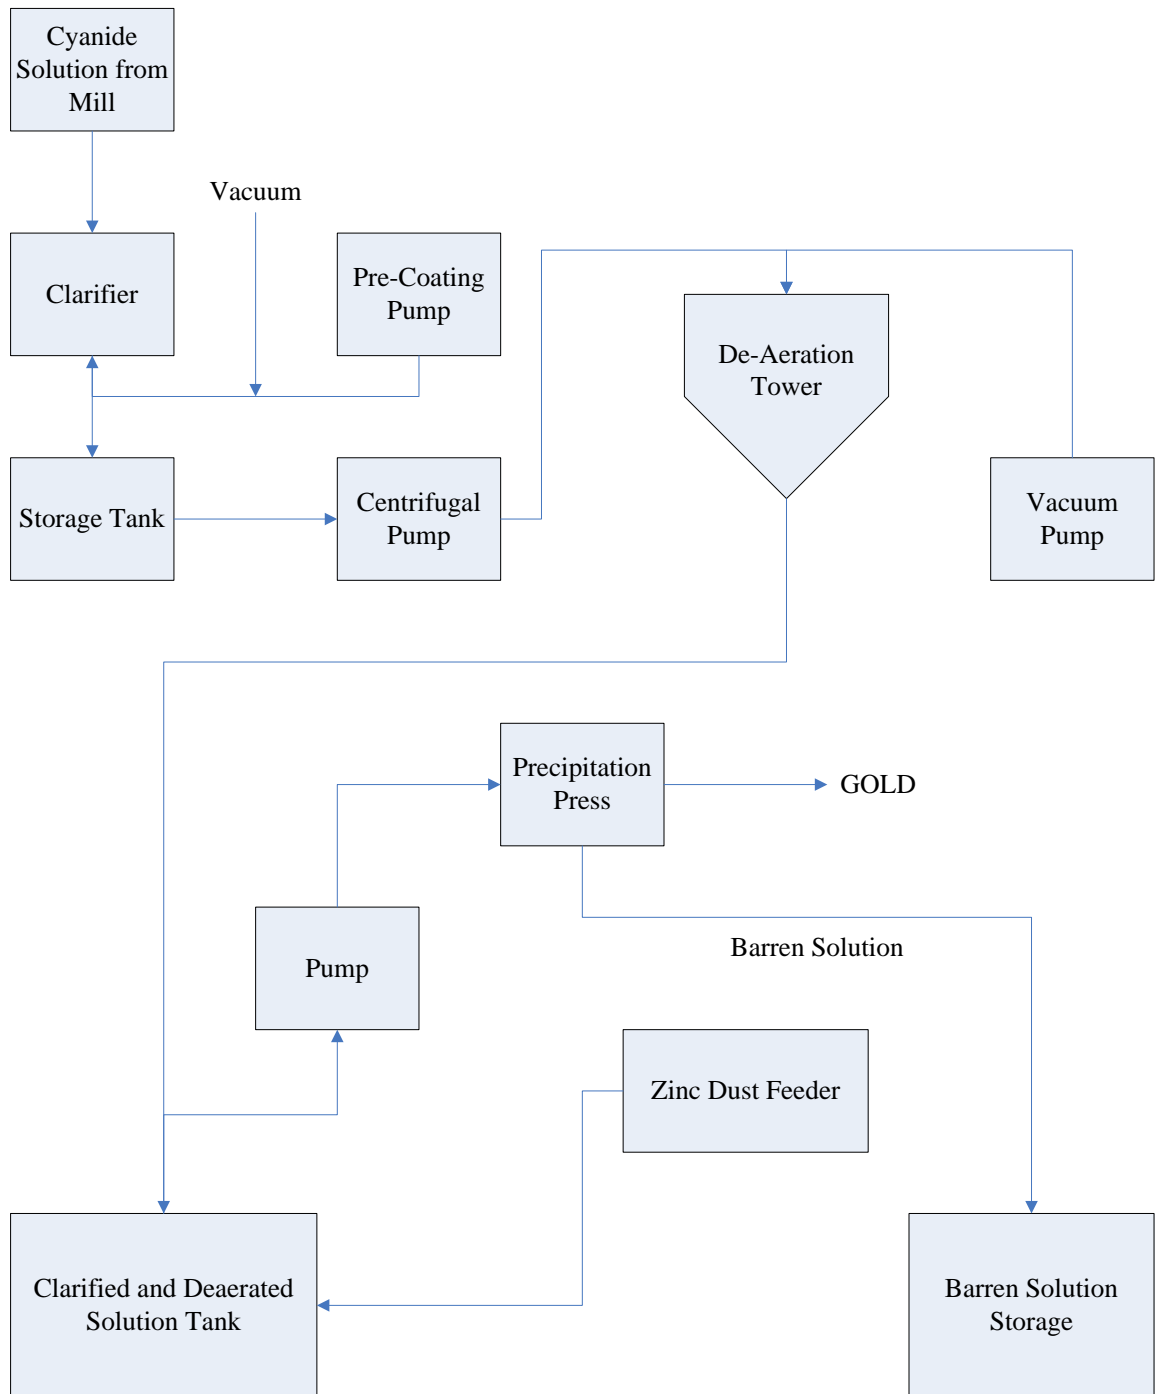 Cyanide
Solution from
Mill
Vacuum
Clarifier
Pre-Coating
Pump
De-Aeration
Tower
Storage Tank
Centrifugal
Pump
Vacuum
Pump
Precipitation
Press
GOLD
Pump
Barren Solution
Zinc Dust Feeder
Clarified and Deaerated
Solution Tank
Barren Solution
Storage